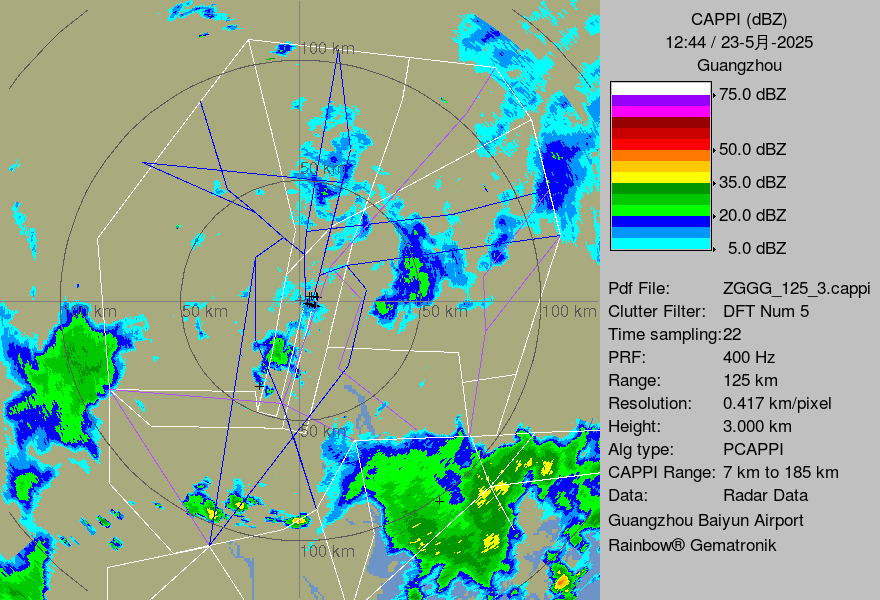 CAPPI (dBZ)
12:44 / 23-5月-2025
Guangzhou
75.0 dBZ
50.0 dBZ
35.0 dBZ
20.0 dBZ
5.0 dBZ
Pdf File: ZGGG_125_3.cappi
Clutter Filter: DFT Num 5
Time sampling:22
PRF: 400 Hz
Range: 125 km
Resolution: 0.417 km/pixel
Height: 3.000 km
Alg type: PCAPPI
CAPPI Range: 7 km to 185 km
Data: Radar Data
Guangzhou Baiyun Airport
Rainbow® Gematronik
100 km
50 km
100 km 50 km 50 km 100 km
50 km
100 km